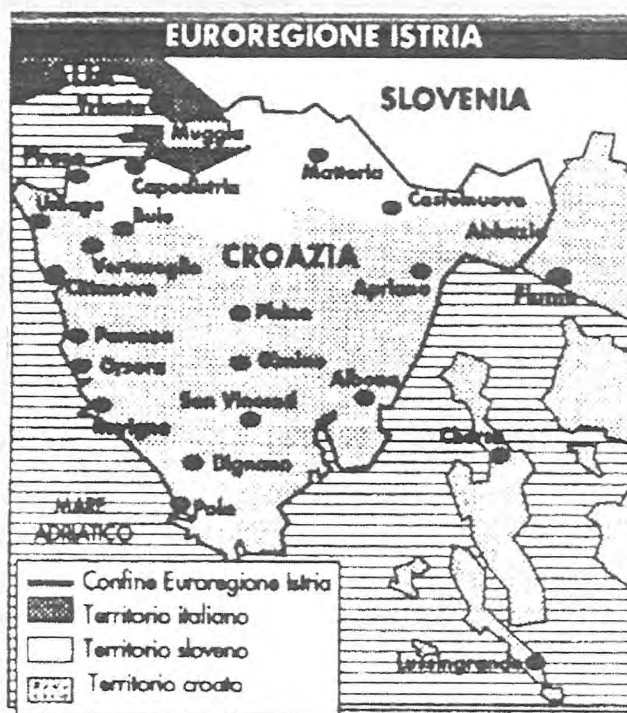 EUROREGIONE ISTRIA
SLOVENIA
Trieste
Muggia
Pirano
Capodistria
Matteria
Castelnuovo
Umago
Buie
Abbazia
Verteneglio
CROAZIA
Cittanova
Apriano
Fiume
Pisino
Parenzo
Orsera
Gimino
Albona
San Vincenti
Rovigno
Cherso
Dignano
Pola
MARE
ADRIATICO
Confine Euroregione Istria
Territorio italiano
Territorio sloveno
Territorio croato
Lussingrande